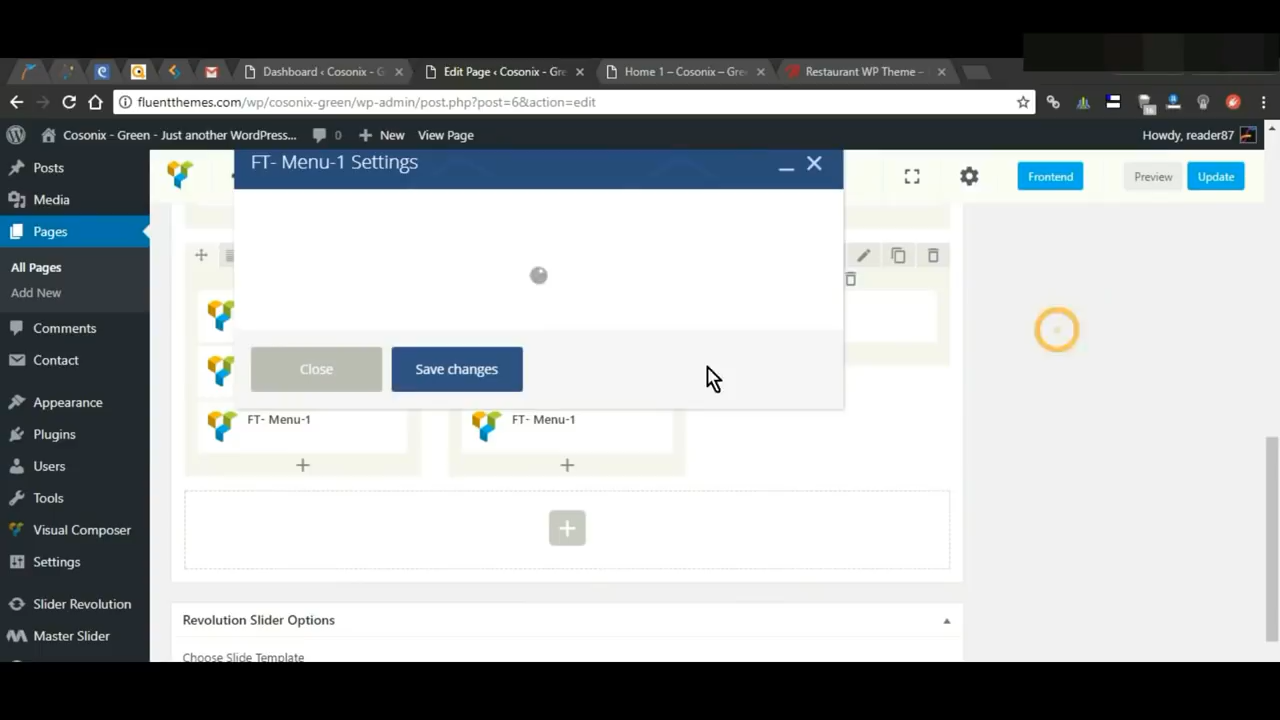 Dashboard ‹ Cosonix - G
Edit Page ‹ Cosonix - Gre
Home 1 – Cosonix – Gre
Restaurant WP Theme –
fluentthemes.com/wp/cosonix-green/wp-admin/post.php?post=6&action=edit
Cosonix - Green - Just another WordPress...
0
New
View Page
Howdy, reader87
Posts
Media
Pages
All Pages
Add New
Comments
Contact
Appearance
Plugins
Users
Tools
Visual Composer
Settings
Slider Revolution
Master Slider
FT- Menu-1 Settings
Frontend
Preview
Update
Close
Save changes
FT- Menu-1
FT- Menu-1
Revolution Slider Options
Choose Slide Template